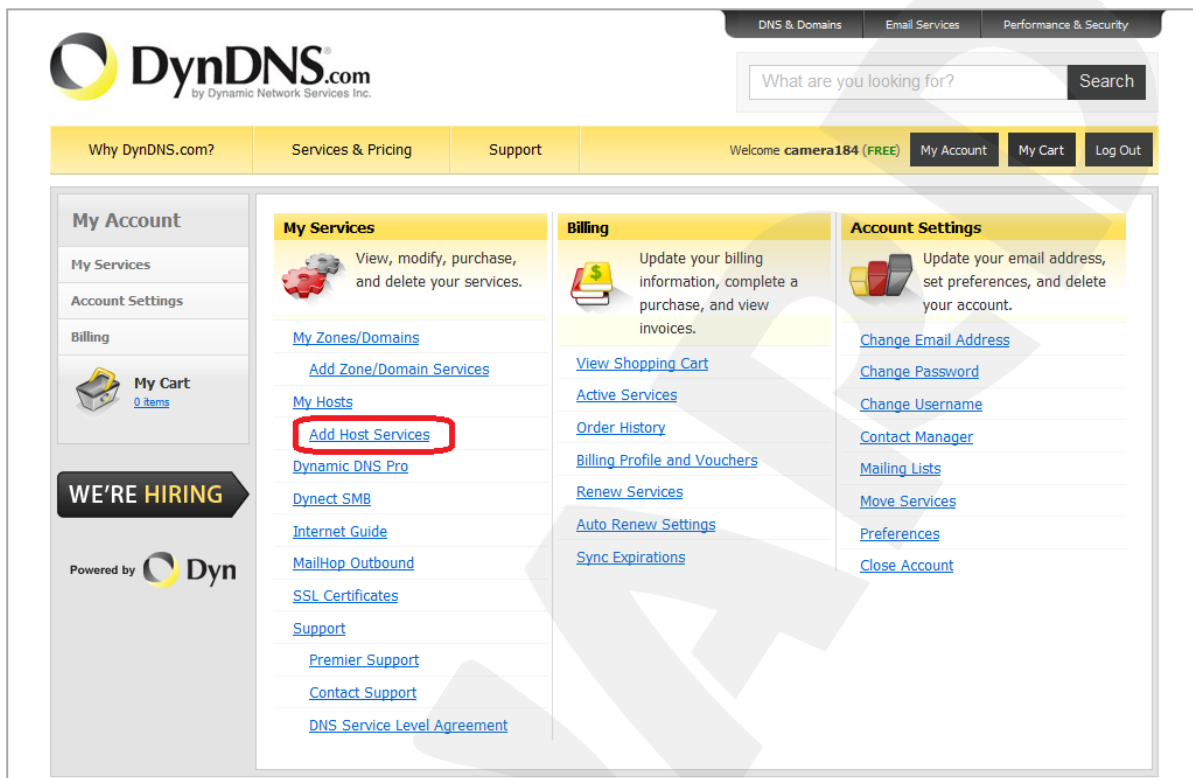 DNS & Domains
Email Services
Performance & Security
DynDNS.com
by Dynamic Network Services Inc.
What are you looking for?
Search
Why DynDNS.com?
Services & Pricing
Support
Welcome camera184 (FREE)
My Account
My Cart
Log Out
My Account
My Services
Account Settings
Billing
My Cart
0 items
WE'RE HIRING
Powered by Dyn
My Services
View, modify, purchase,
and delete your services.
My Zones/Domains
Add Zone/Domain Services
My Hosts
Add Host Services
Dynamic DNS Pro
Dynect SMB
Internet Guide
MailHop Outbound
SSL Certificates
Support
Premier Support
Contact Support
DNS Service Level Agreement
Billing
Update your billing
information, complete a
purchase, and view
invoices.
View Shopping Cart
Active Services
Order History
Billing Profile and Vouchers
Renew Services
Auto Renew Settings
Sync Expirations
Account Settings
Update your email address,
set preferences, and delete
your account.
Change Email Address
Change Password
Change Username
Contact Manager
Mailing Lists
Move Services
Preferences
Close Account